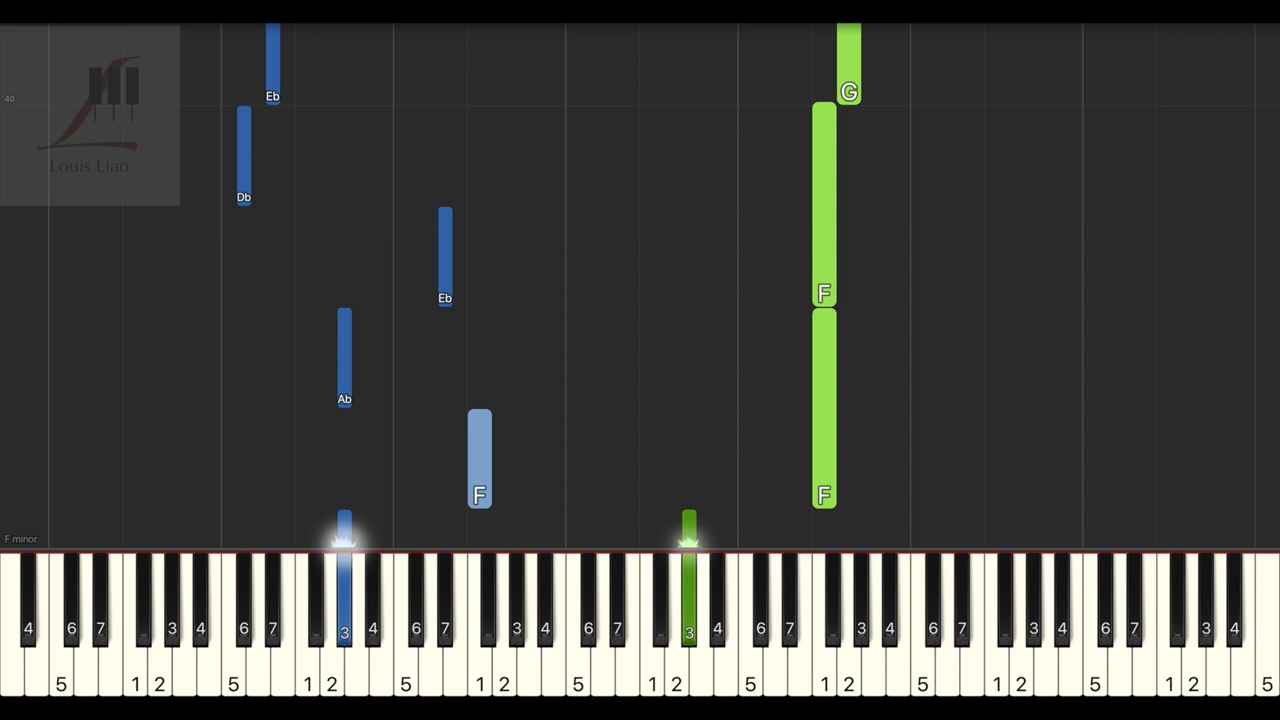 Eb G
40
Louis Liao
Db
F
Eb
Ab
F F
F minor
4 6 7 3 4 6 7 3 4 6 7 3 4 6 7 3 4 6 7 3 4 6 7 3 4 6 7 3 4
5 1 2 5 1 2 5 1 2 5 1 2 5 1 2 5 1 2 5 1 2 5